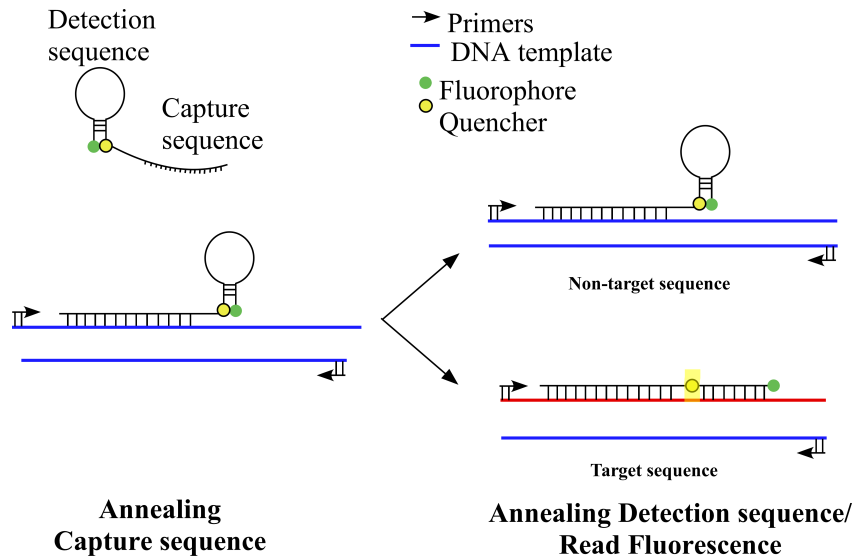 Detection
sequence
Capture
sequence
Primers
DNA template
Fluorophore
Quencher
Non-target sequence
Target sequence
Annealing
Capture sequence
Annealing Detection sequence/
Read Fluorescence